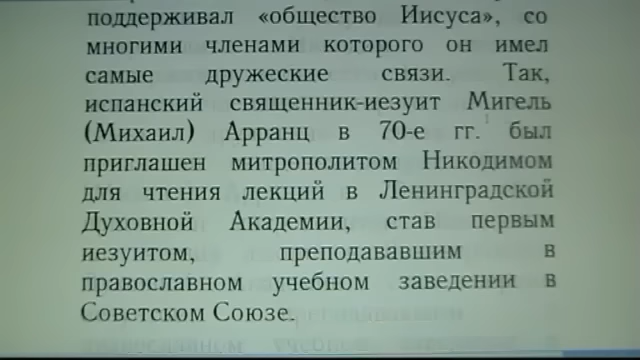 поддерживал «общество Иисуса», со
многими членами которого он имел
самые дружеские связи. Так,
испанский священник-иезуит Мигель
(Михаил) Арранц в 70-е гг. был
приглашен митрополитом Никодимом
для чтения лекций в Ленинградской
Духовной Академии, став первым
иезуитом, преподававшим в
православном учебном заведении в
Советском Союзе.